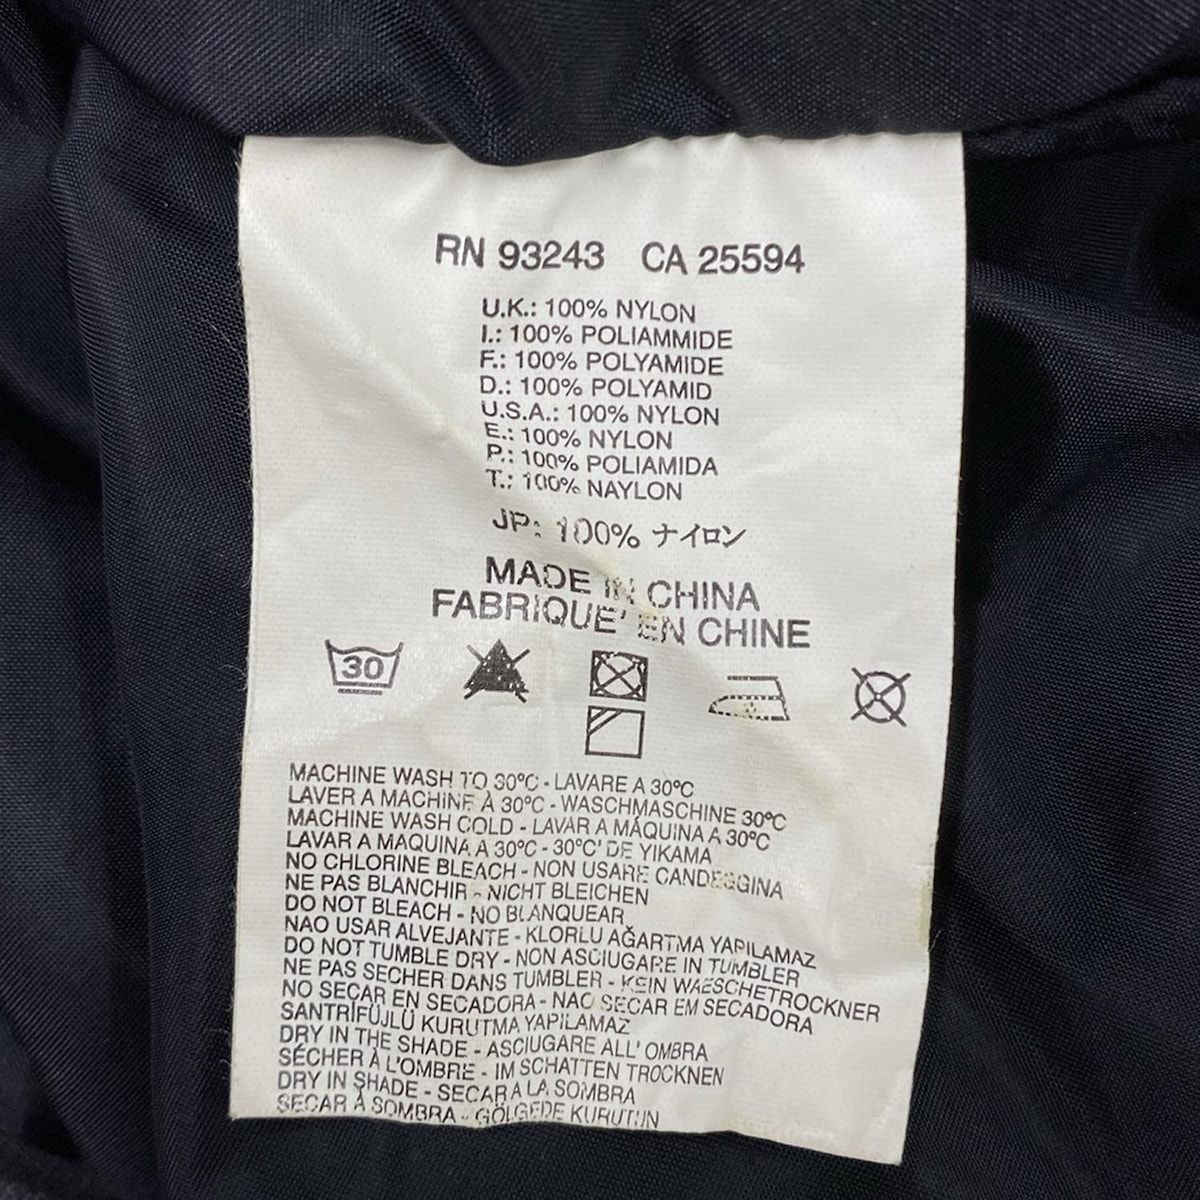 RN 93243 CA 25594
U.K.: 100% NYLON
I.: 100% POLIAMMIDE
F.: 100% POLYAMIDE
D.: 100% POLYAMID
U.S.A.: 100% NYLON
E.: 100% NYLON
P.: 100% POLIAMIDA
T.: 100% NAYLON
JP: 100% ナイロン
MADE IN CHINA
FABRIQUE' EN CHINE
30
MACHINE WASH TO 30°C - LAVARE A 30°C
LAVER A MACHINE À 30°C - WASCHMASCHINE 30°C
MACHINE WASH COLD - LAVAR A MÁQUINA A 30°C
LAVAR A MAQUINA A 30°C - 30°C' DE YIKAMA
NO CHLORINE BLEACH - NON USARE CANDEGGINA
NE PAS BLANCHIR - NICHT BLEICHEN
DO NOT BLEACH - NO BLANQUEAR
NAO USAR ALVEJANTE - KLORLU AĞARTMA YAPILAMAZ
DO NOT TUMBLE DRY - NON ASCIUGARE IN TUMBLER
NE PAS SECHER DANS TUMBLER - KEIN WAESCHETROCKNER
NO SECAR EN SECADORA - NAO SECAR EM SECADORA
SANTRİFÜJLÜ KURUTMA YAPILAMAZ
DRY IN THE SHADE - ASCIUGARE ALL' OMBRA
SÉCHER À L'OMBRE - IM SCHATTEN TROCKNEN
DRY IN SHADE - SECAR A LA SOMBRA
SECAR À SOMBRA - GÖLGEDE KURUTUN